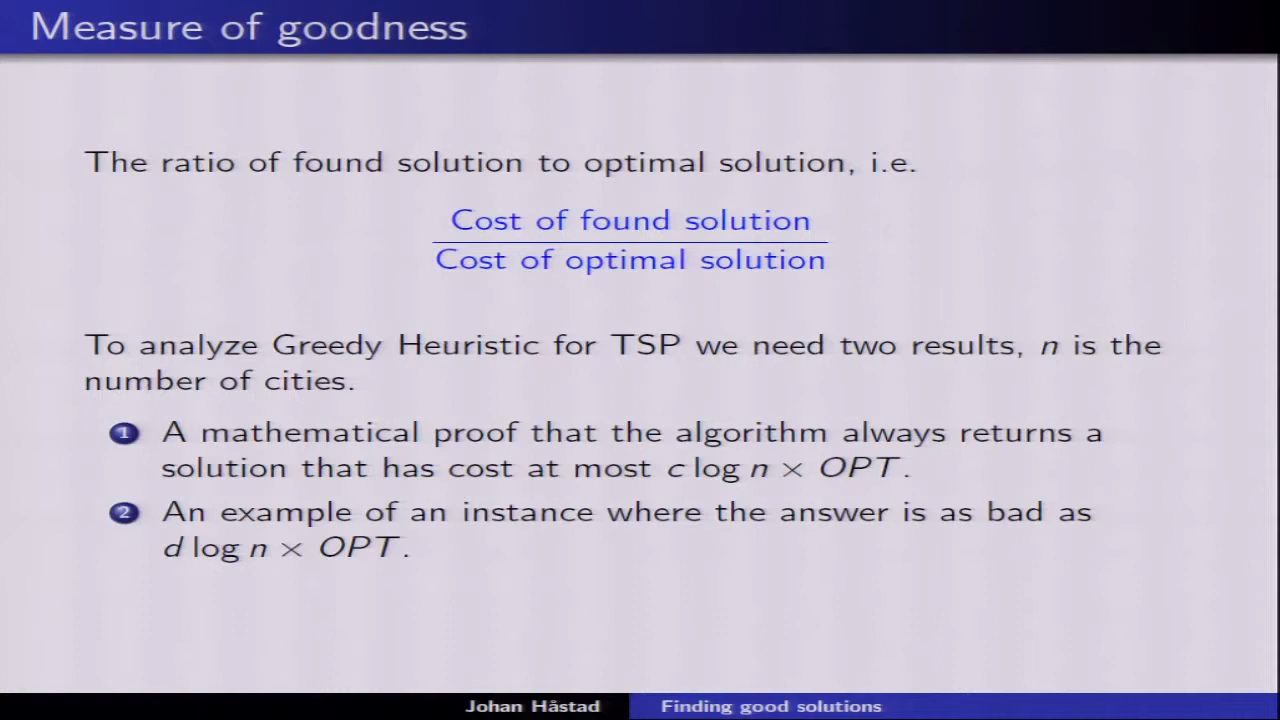 Measure of goodness
The ratio of found solution to optimal solution, i.e.
Cost of found solution
Cost of optimal solution
To analyze Greedy Heuristic for TSP we need two results, n is the
number of cities.
1 A mathematical proof that the algorithm always returns a
solution that has cost at most c log n × OPT.
2 An example of an instance where the answer is as bad as
d log n × OPT.
Johan Håstad Finding good solutions